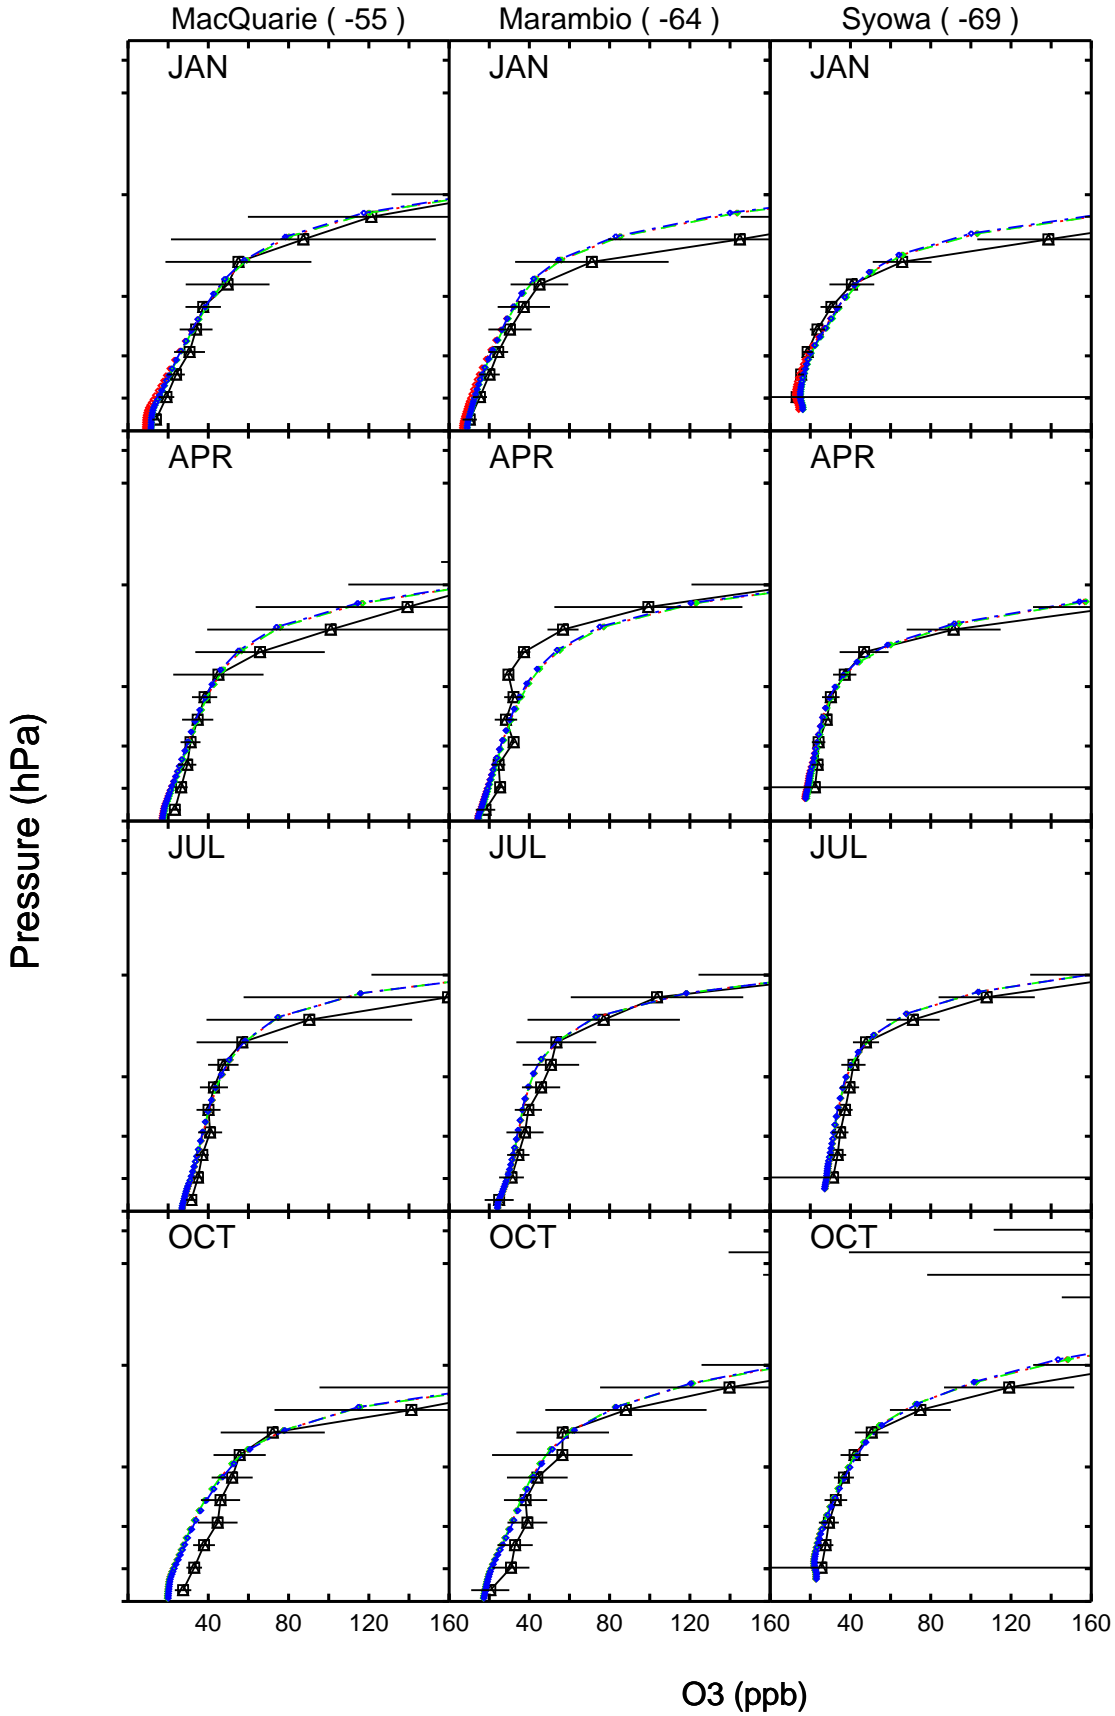 MacQuarie ( -55 ) Marambio ( -64 ) Syowa ( -69 )
JAN JAN JAN
APR APR APR
JUL JUL JUL
OCT OCT OCT
Pressure (hPa)
40 80 120 160 40 80 120 160 40 80 120 160
O3 (ppb)